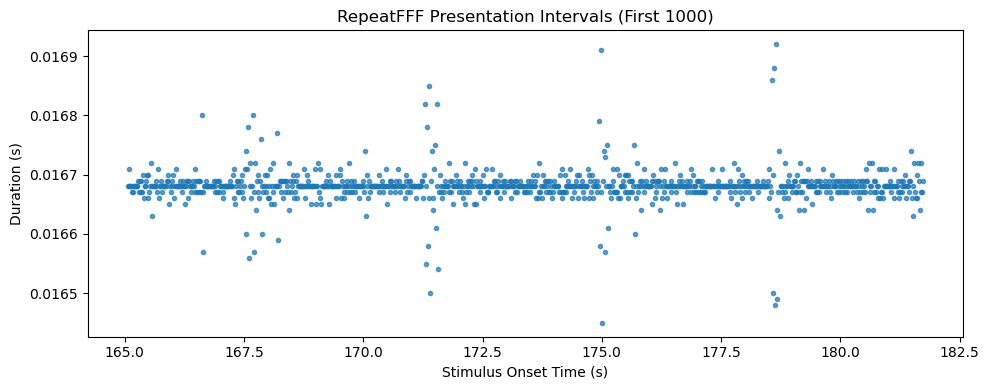 RepeatFFF Presentation Intervals (First 1000)
Duration (s)
0.0169
0.0168
0.0167
0.0166
0.0165
165.0 167.5 170.0 172.5 175.0 177.5 180.0 182.5
Stimulus Onset Time (s)